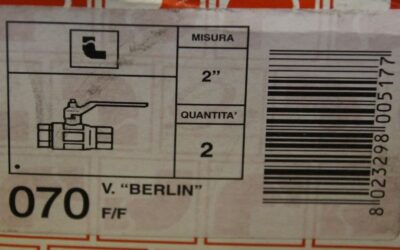 MISURA
2”
QUANTITA’
2
070
V. “BERLIN”
F/F
8023298005177